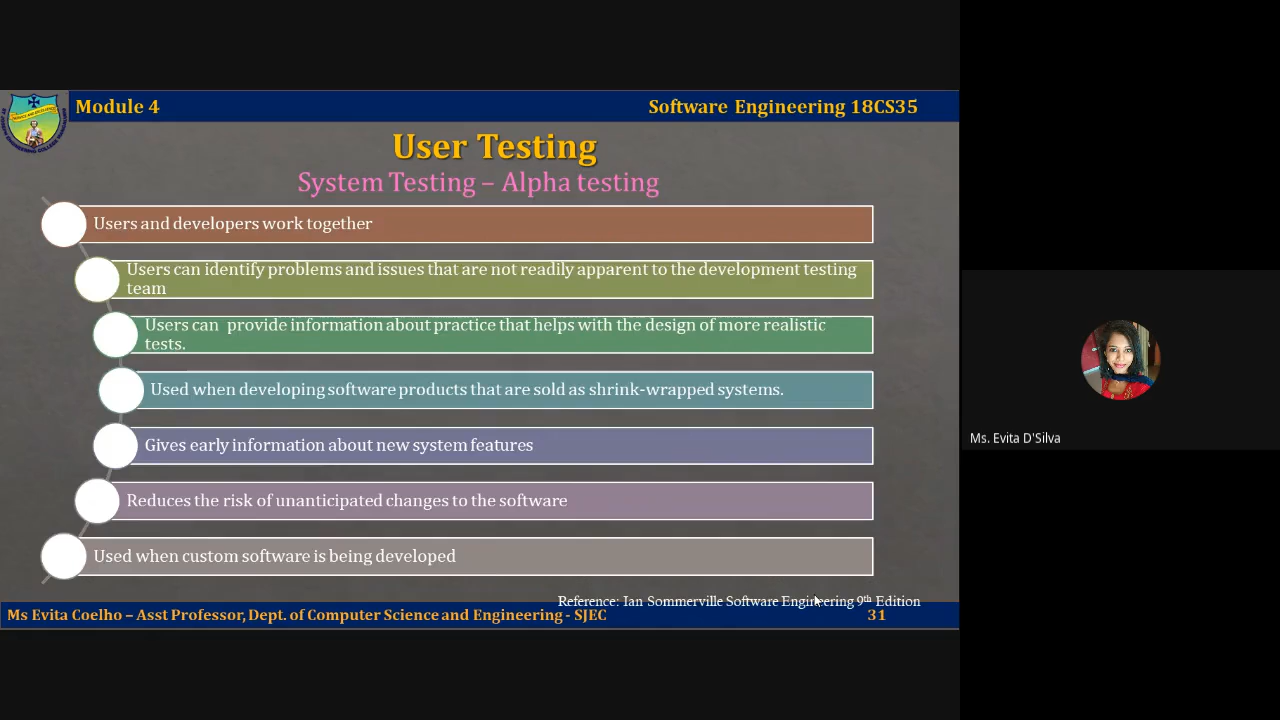 Module 4
Software Engineering 18CS35
User Testing
System Testing – Alpha testing
Users and developers work together
Users can identify problems and issues that are not readily apparent to the development testing
team
Users can  provide information about practice that helps with the design of more realistic
tests.
Used when developing software products that are sold as shrink-wrapped systems.
Gives early information about new system features
Reduces the risk of unanticipated changes to the software
Used when custom software is being developed
Reference: Ian Sommerville Software Engineering 9th Edition
Ms Evita Coelho – Asst Professor, Dept. of Computer Science and Engineering - SJEC
31
Ms. Evita D'Silva